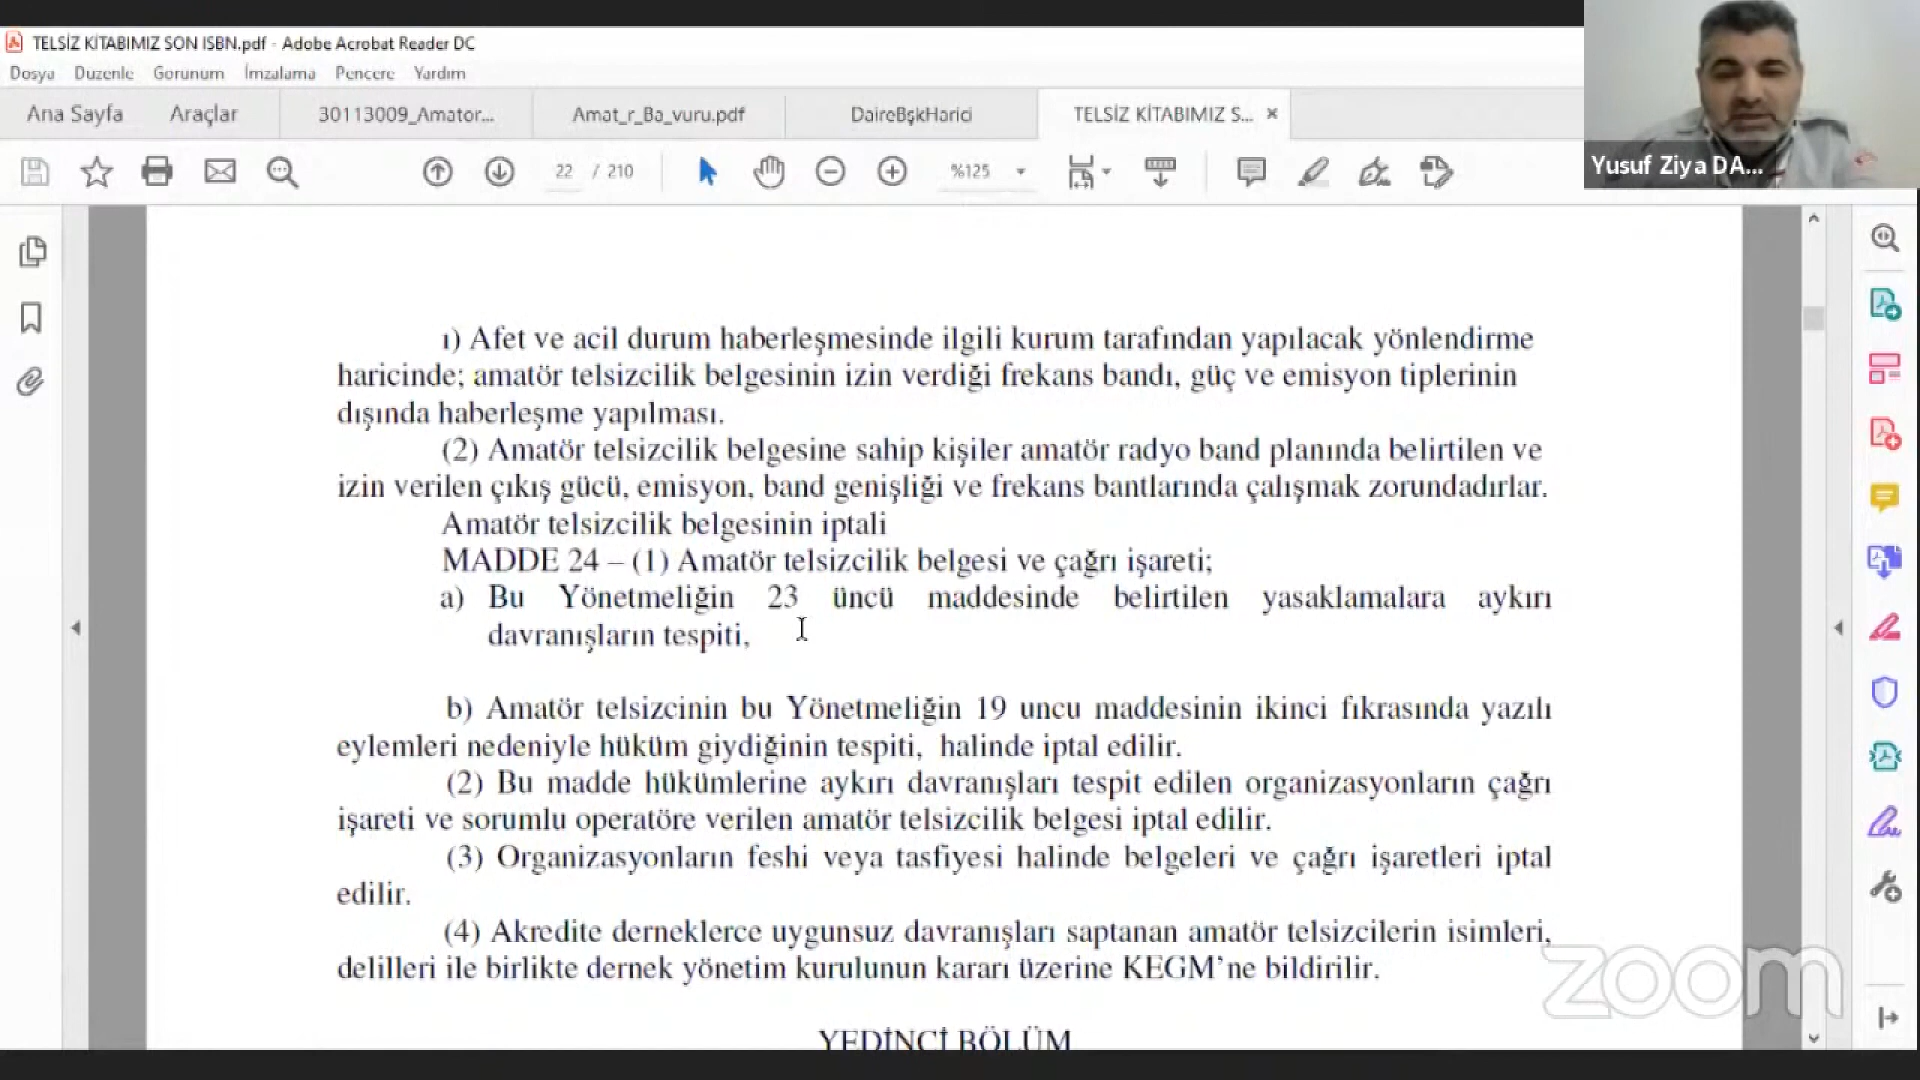 TELSİZ KİTABIMIZ SON ISBN.pdf - Adobe Acrobat Reader DC
Dosya Duzenle Gorunum İmzalama Pencere Yardım
Ana Sayfa Araçlar 30113009_Amator... Amat_r_Ba_vuru.pdf DaireBşkHarici TELSİZ KİTABIMIZ S... ×
22 / 210 %125
Yusuf Ziya DA...
ı) Afet ve acil durum haberleşmesinde ilgili kurum tarafından yapılacak yönlendirme
haricinde; amatör telsizcilik belgesinin izin verdiği frekans bandı, güç ve emisyon tiplerinin
dışında haberleşme yapılması.
(2) Amatör telsizcilik belgesine sahip kişiler amatör radyo band planında belirtilen ve
izin verilen çıkış gücü, emisyon, band genişliği ve frekans bantlarında çalışmak zorundadırlar.
Amatör telsizcilik belgesinin iptali
MADDE 24 – (1) Amatör telsizcilik belgesi ve çağrı işareti;
a) Bu Yönetmeliğin 23 üncü maddesinde belirtilen yasaklamalara aykırı
davranışların tespiti,
b) Amatör telsizcinin bu Yönetmeliğin 19 uncu maddesinin ikinci fıkrasında yazılı
eylemleri nedeniyle hüküm giydiğinin tespiti, halinde iptal edilir.
(2) Bu madde hükümlerine aykırı davranışları tespit edilen organizasyonların çağrı
işareti ve sorumlu operatöre verilen amatör telsizcilik belgesi iptal edilir.
(3) Organizasyonların feshi veya tasfiyesi halinde belgeleri ve çağrı işaretleri iptal
edilir.
(4) Akredite derneklerce uygunsuz davranışları saptanan amatör telsizcilerin isimleri,
delilleri ile birlikte dernek yönetim kurulunun kararı üzerine KEGM’ne bildirilir.
zoom
YEDİNCİ BÖLÜM